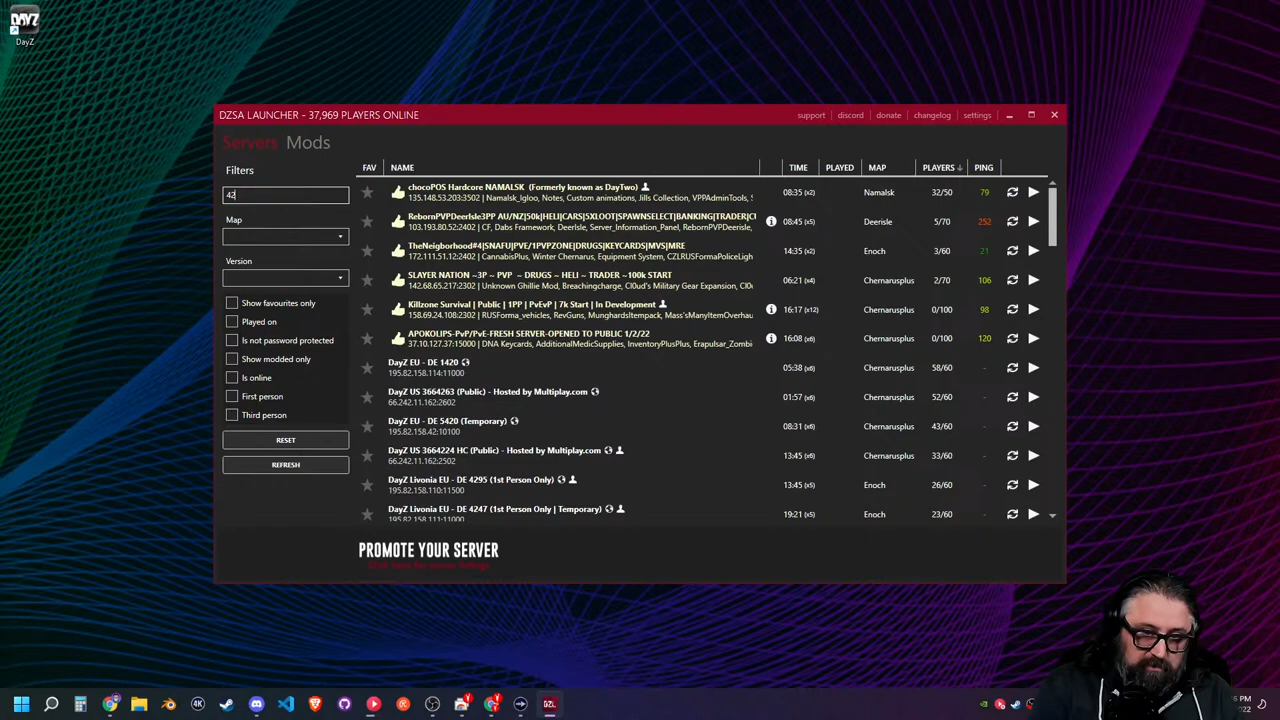 DAYZ
DayZ
DZSA LAUNCHER - 37,969 PLAYERS ONLINE
support
discord
donate
changelog
settings
Servers Mods
Filters
42
Map
Version
Show favourites only
Played on
Is not password protected
Show modded only
Is online
First person
Third person
RESET
REFRESH
FAV NAME TIME PLAYED MAP PLAYERS PING
chocoPOS Hardcore NAMALSK (Formerly known as DayTwo)
135.148.53.203:3502 | Namalsk_Igloo, Notes, Custom animations, Jills Collection, VPPAdminTools, S
08:35 (x2) Namalsk 32/50 79
RebornPVPDeerIsle3PP AU/NZ|50k|HELI|CARS|5XLOOT|SPAWNSELECT|BANKING|TRADER|CU
103.193.80.52:2402 | CF, Dabs Framework, DeerIsle, Server_Information_Panel, RebornPVPDeerisle,
08:45 (x5) Deerisle 5/70 252
TheNeigborhood#4|SNAFU|PVE/1PVPZONE|DRUGS|KEYCARDS|MVS|MRE
172.111.51.12:2402 | CannabisPlus, Winter Chernarus, Equipment System, CZLRUSFormaPoliceLigh
14:35 (x2) Enoch 3/60 21
SLAYER NATION ~3P ~ PVP ~ DRUGS ~ HELI ~ TRADER ~100k START
142.68.65.217:2302 | Unknown Ghillie Mod, Breachingcharge, Cl0ud's Military Gear Expansion, Cl0
06:21 (x4) Chernarusplus 2/70 106
Killzone Survival | Public | 1PP | PvEvP | 7k Start | In Development
158.69.24.108:2302 | RUSForma_vehicles, RevGuns, Munghardsitempack, Mass'sManyItemOverhau
16:17 (x12) Chernarusplus 0/100 98
APOKOLIPS-PvP/PvE-FRESH SERVER-OPENED TO PUBLIC 1/2/22
37.10.127.37:15000 | DNA Keycards, AdditionalMedicSupplies, InventoryPlusPlus, Erapulsar_Zombi
16:08 (x6) Chernarusplus 0/100 120
DayZ EU - DE 1420
195.82.158.114:11000
05:38 (x6) Chernarusplus 58/60 -
DayZ US 3664263 (Public) - Hosted by Multiplay.com
66.242.11.162:2602
01:57 (x6) Chernarusplus 52/60 -
DayZ EU - DE 5420 (Temporary)
195.82.158.42:10100
08:31 (x6) Chernarusplus 43/60 -
DayZ US 3664224 HC (Public) - Hosted by Multiplay.com
66.242.11.162:2502
13:45 (x6) Chernarusplus 33/60 -
DayZ Livonia EU - DE 4295 (1st Person Only)
195.82.158.110:11500
13:45 (x5) Enoch 26/60 -
DayZ Livonia EU - DE 4247 (1st Person Only | Temporary)
195.82.158.111:11000
19:21 (x5) Enoch 23/60 -
PROMOTE YOUR SERVER
4K
DZL
PM
2022